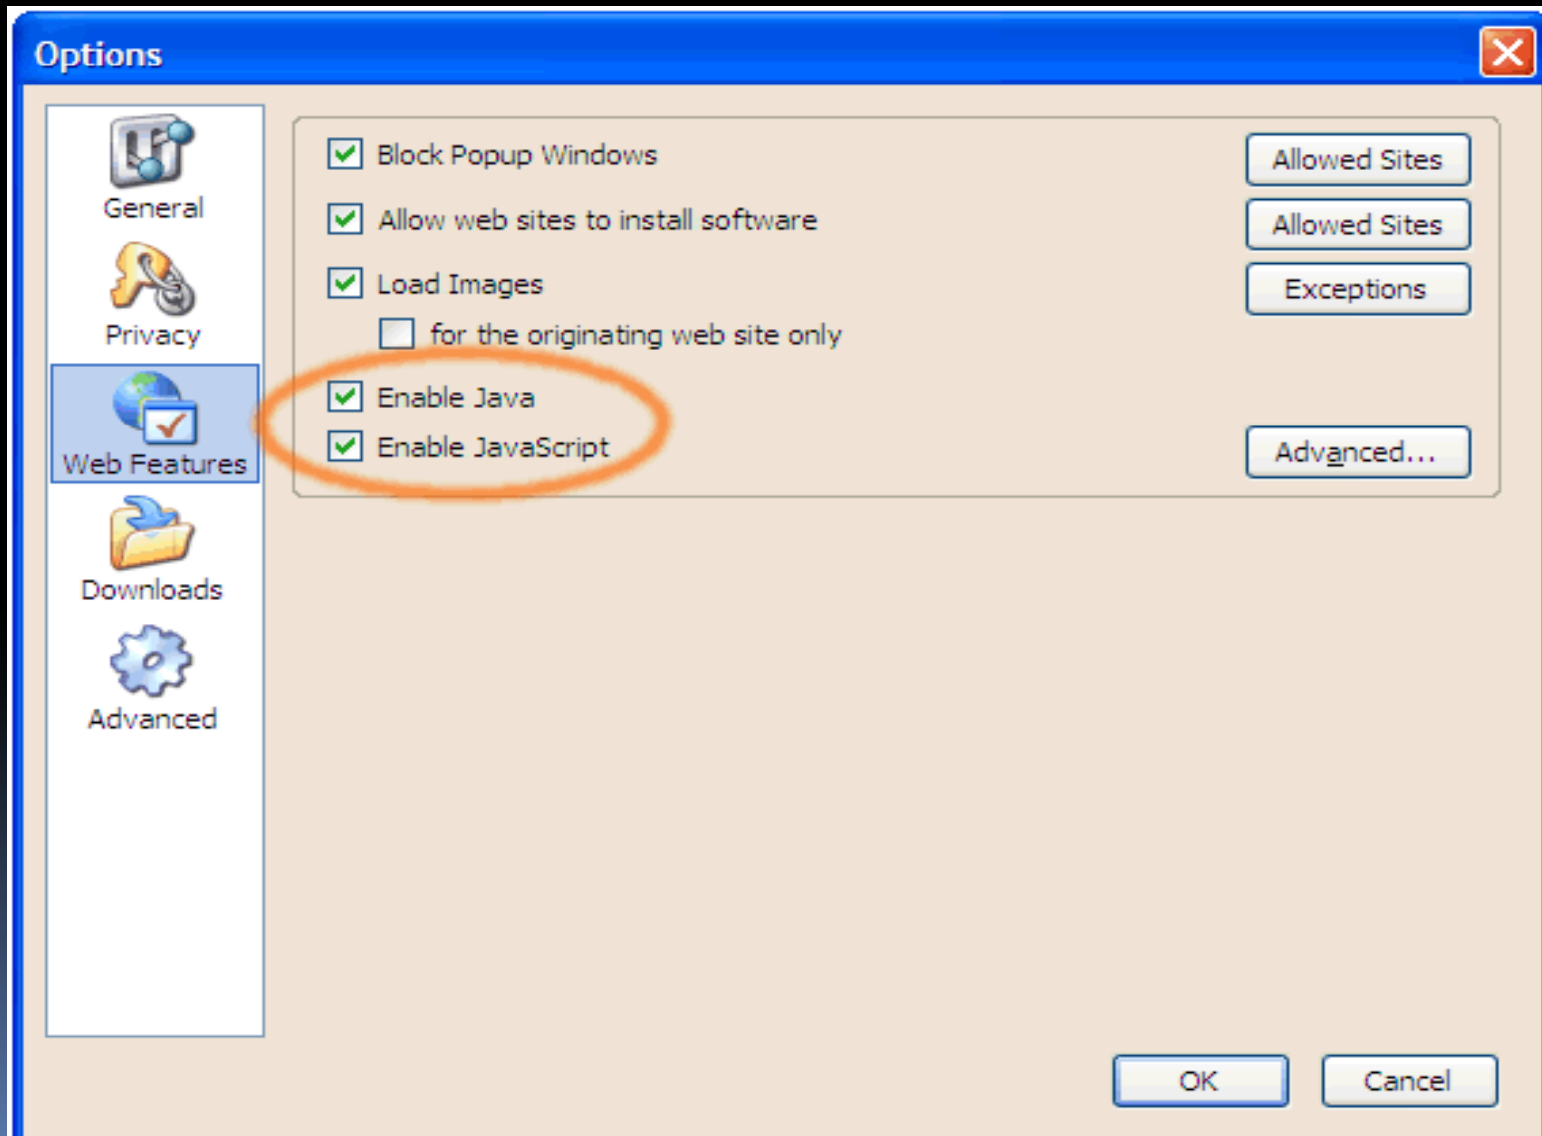 Options
General
Privacy
Web Features
Downloads
Advanced
Block Popup Windows
Allowed Sites
Allow web sites to install software
Allowed Sites
Load Images
Exceptions
for the originating web site only
Enable Java
Enable JavaScript
Advanced...
OK
Cancel